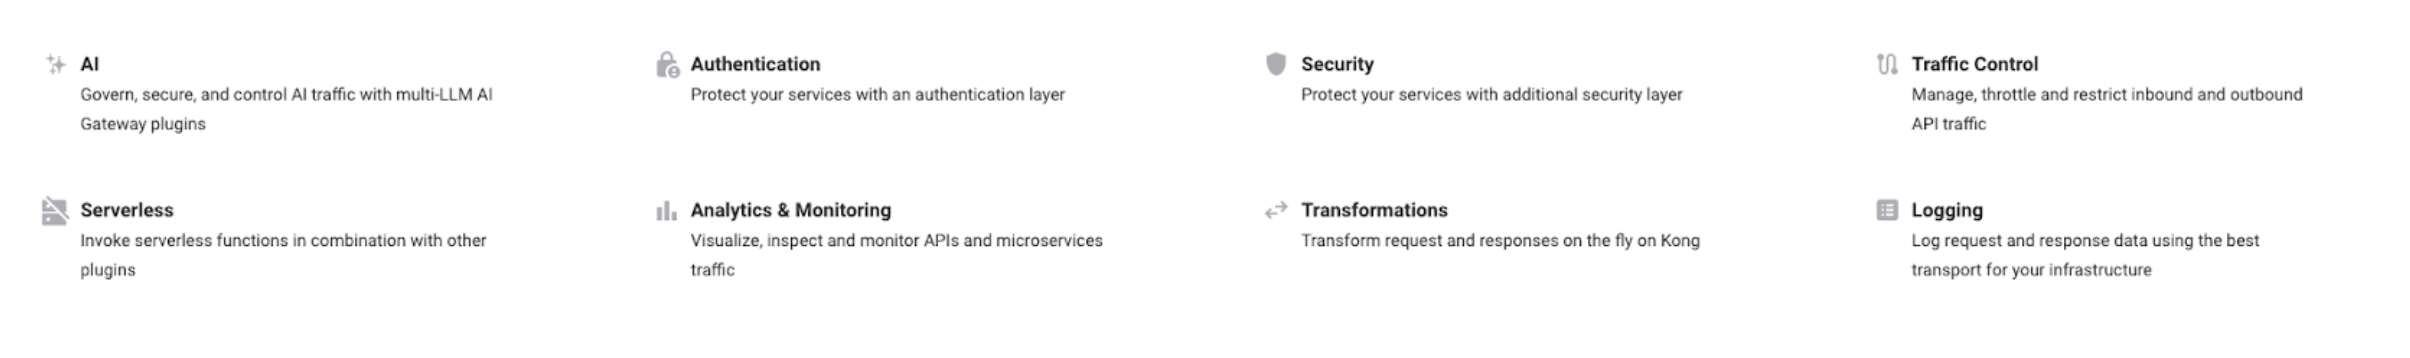 AI
Govern, secure, and control AI traffic with multi-LLM AI
Gateway plugins
Authentication
Protect your services with an authentication layer
Security
Protect your services with additional security layer
Traffic Control
Manage, throttle and restrict inbound and outbound
API traffic
Serverless
Invoke serverless functions in combination with other
plugins
Analytics & Monitoring
Visualize, inspect and monitor APIs and microservices
traffic
Transformations
Transform request and responses on the fly on Kong
Logging
Log request and response data using the best
transport for your infrastructure